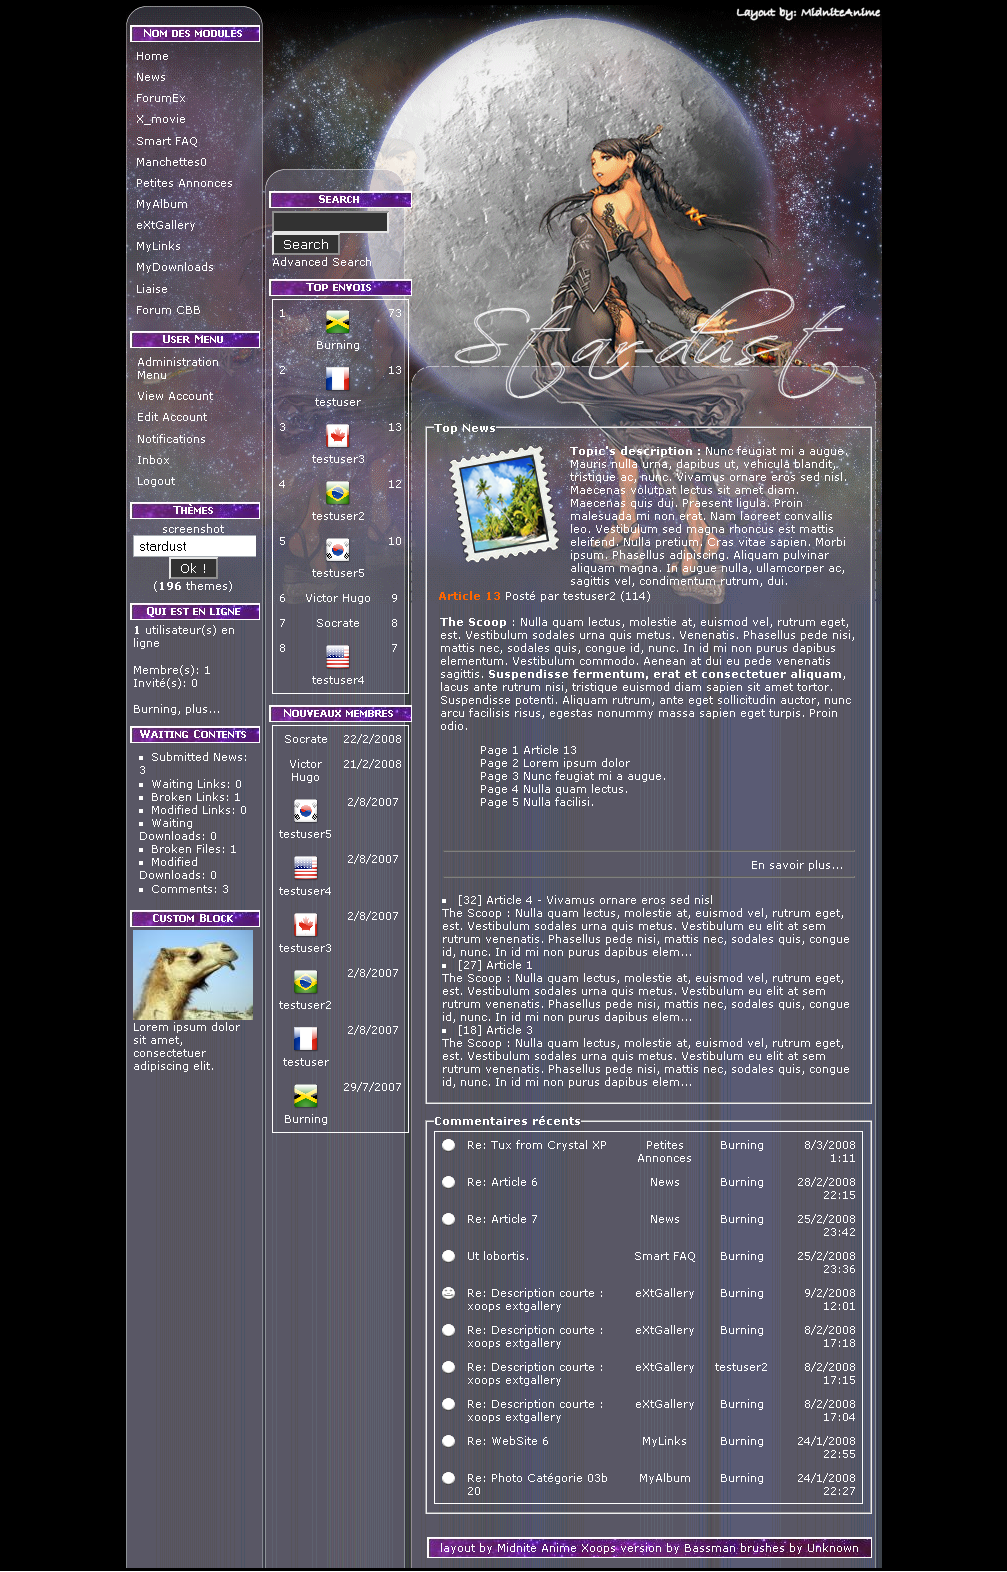 Layout by: MidniteAnime
Star-dust
Nom des modules
Home
News
ForumEx
X_movie
Smart FAQ
Manchettes0
Petites Annonces
MyAlbum
eXtGallery
MyLinks
MyDownloads
Liaise
Forum CBB
User Menu
Administration
Menu
View Account
Edit Account
Notifications
Inbox
Logout
Thèmes
screenshot
stardust
Ok !
(196 themes)
Qui est en ligne
1 utilisateur(s) en
ligne
Membre(s): 1
Invité(s): 0
Burning, plus...
Waiting Contents
Submitted News:
3
Waiting Links: 0
Broken Links: 1
Modified Links: 0
Waiting
Downloads: 0
Broken Files: 1
Modified
Downloads: 0
Comments: 3
Custom Block
Lorem ipsum dolor
sit amet,
consectetuer
adipiscing elit.
Search
Search
Advanced Search
Top envois
1 73
Burning
2 13
testuser
3 13
testuser3
4 12
testuser2
5 10
testuser5
6 Victor Hugo 9
7 Socrate 8
8 7
testuser4
Nouveaux membres
Socrate 22/2/2008
Victor 21/2/2008
Hugo
2/8/2007
testuser5
2/8/2007
testuser4
2/8/2007
testuser3
2/8/2007
testuser2
2/8/2007
testuser
29/7/2007
Burning
Top News
Topic's description : Nunc feugiat mi a augue.
Mauris nulla urna, dapibus ut, vehicula blandit,
tristique ac, nunc. Vivamus ornare eros sed nisl.
Maecenas volutpat lectus sit amet diam.
Maecenas quis dui. Praesent ligula. Proin
malesuada mi non erat. Nam laoreet convallis
leo. Vestibulum sed magna rhoncus est mattis
eleifend. Nulla pretium. Cras vitae sapien. Morbi
ipsum. Phasellus adipiscing. Aliquam pulvinar
aliquam magna. In augue nulla, ullamcorper ac,
sagittis vel, condimentum rutrum, dui.
Article 13 Posté par testuser2 (114)
The Scoop : Nulla quam lectus, molestie at, euismod vel, rutrum eget,
est. Vestibulum sodales urna quis metus. Venenatis. Phasellus pede nisi,
mattis nec, sodales quis, congue id, nunc. In id mi non purus dapibus
elementum. Vestibulum commodo. Aenean at dui eu pede venenatis
sagittis. Suspendisse fermentum, erat et consectetuer aliquam,
lacus ante rutrum nisi, tristique euismod diam sapien sit amet tortor.
Suspendisse potenti. Aliquam rutrum, ante eget sollicitudin auctor, nunc
arcu facilisis risus, egestas nonummy massa sapien eget turpis. Proin
odio.
Page 1 Article 13
Page 2 Lorem ipsum dolor
Page 3 Nunc feugiat mi a augue.
Page 4 Nulla quam lectus.
Page 5 Nulla facilisi.
En savoir plus...
[32] Article 4 - Vivamus ornare eros sed nisl
The Scoop : Nulla quam lectus, molestie at, euismod vel, rutrum eget,
est. Vestibulum sodales urna quis metus. Vestibulum eu elit at sem
rutrum venenatis. Phasellus pede nisi, mattis nec, sodales quis, congue
id, nunc. In id mi non purus dapibus elem...
[27] Article 1
The Scoop : Nulla quam lectus, molestie at, euismod vel, rutrum eget,
est. Vestibulum sodales urna quis metus. Vestibulum eu elit at sem
rutrum venenatis. Phasellus pede nisi, mattis nec, sodales quis, congue
id, nunc. In id mi non purus dapibus elem...
[18] Article 3
The Scoop : Nulla quam lectus, molestie at, euismod vel, rutrum eget,
est. Vestibulum sodales urna quis metus. Vestibulum eu elit at sem
rutrum venenatis. Phasellus pede nisi, mattis nec, sodales quis, congue
id, nunc. In id mi non purus dapibus elem...
Commentaires récents
Re: Tux from Crystal XP Petites Burning 8/3/2008
Annonces 1:11
Re: Article 6 News Burning 28/2/2008
22:15
Re: Article 7 News Burning 25/2/2008
23:42
Ut lobortis. Smart FAQ Burning 25/2/2008
23:36
Re: Description courte : eXtGallery Burning 9/2/2008
xoops extgallery 12:01
Re: Description courte : eXtGallery Burning 8/2/2008
xoops extgallery 17:18
Re: Description courte : eXtGallery testuser2 8/2/2008
xoops extgallery 17:15
Re: Description courte : eXtGallery Burning 8/2/2008
xoops extgallery 17:04
Re: WebSite 6 MyLinks Burning 24/1/2008
22:55
Re: Photo Catégorie 03b MyAlbum Burning 24/1/2008
20 22:27
layout by Midnite Anime Xoops version by Bassman brushes by Unknown